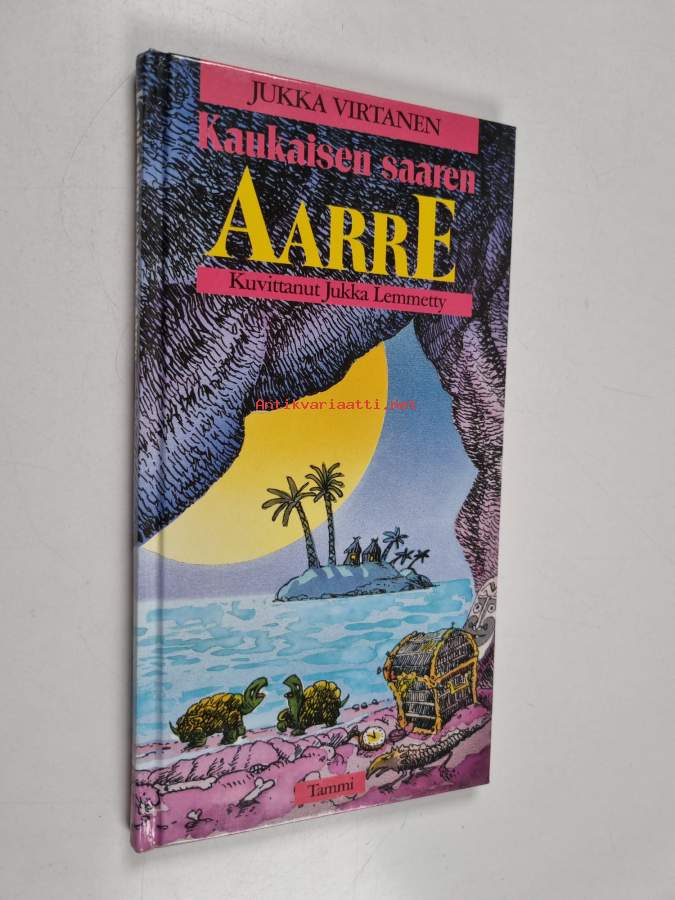 JUKKA VIRTANEN
Kaukaisen saaren
AARRE
Kuvittanut Jukka Lemmetty
Antikvariaatti.net
Tammi